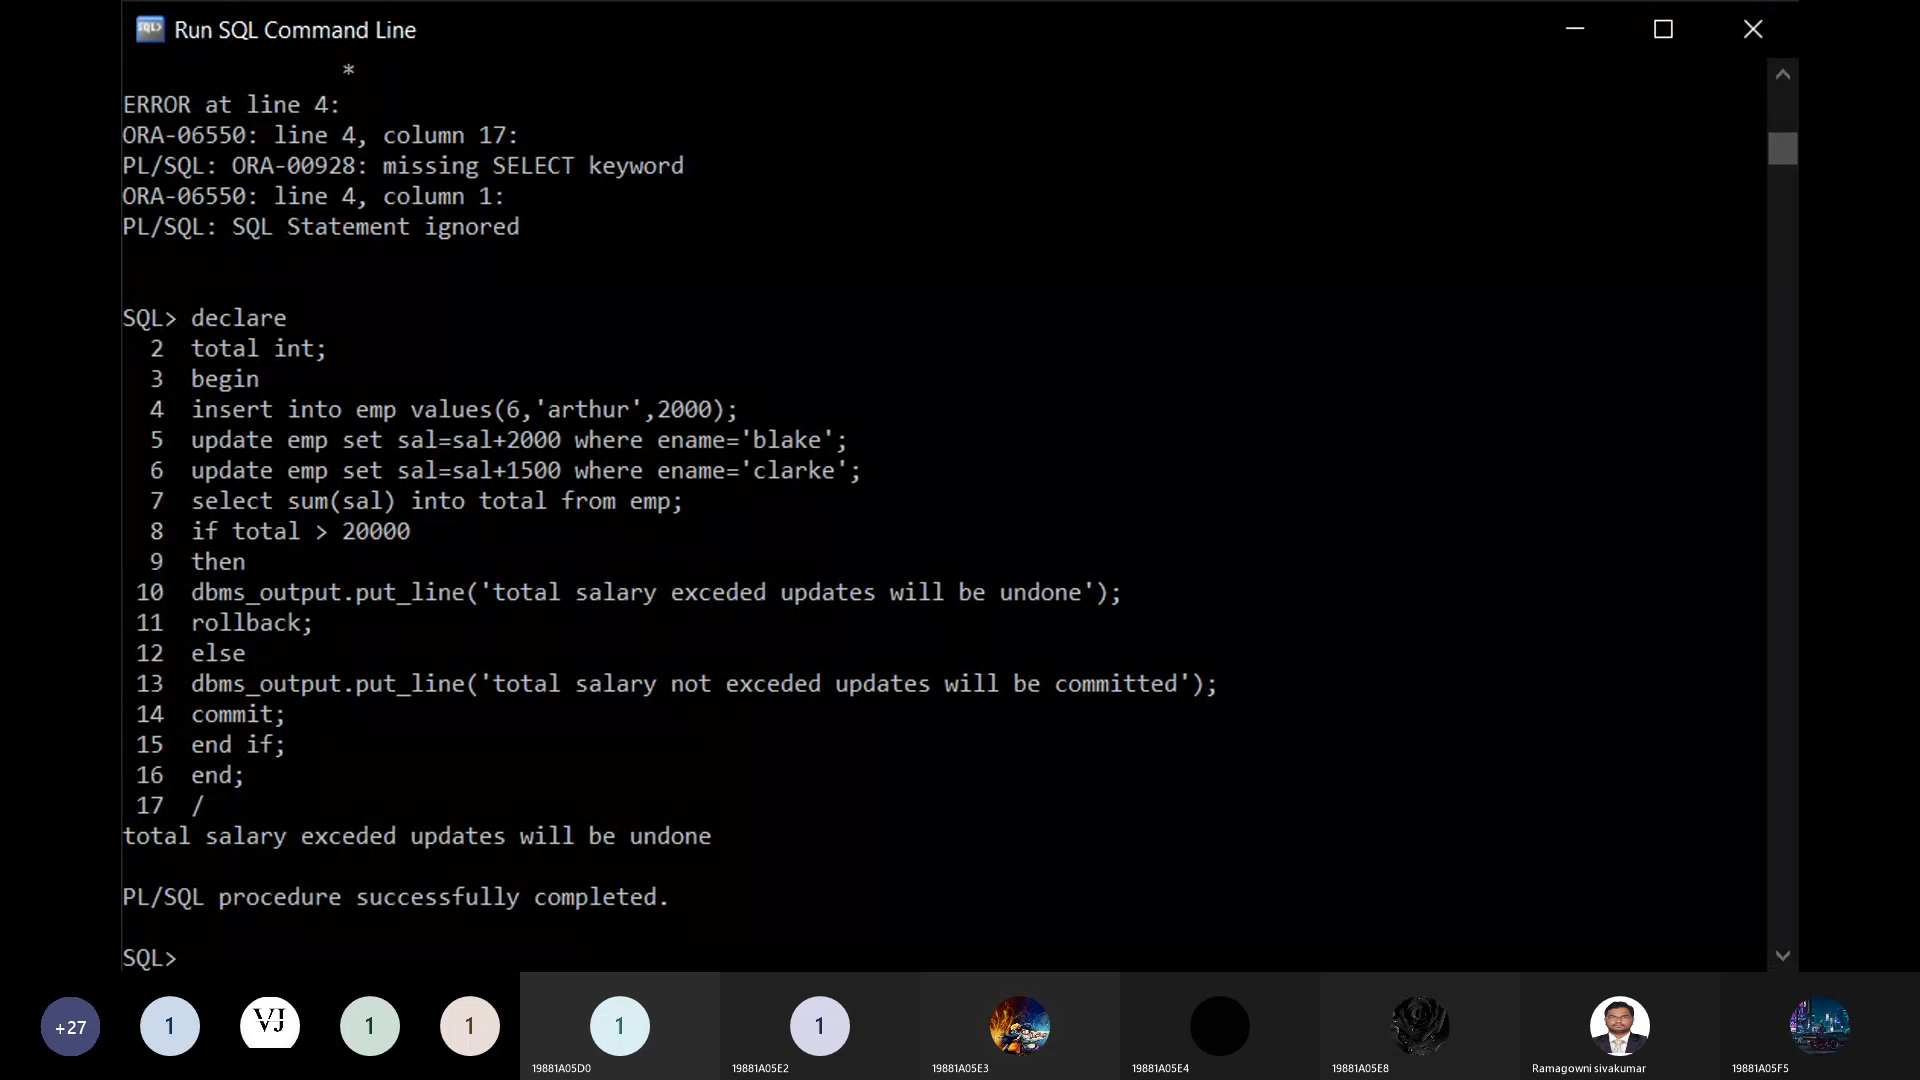 SQL> Run SQL Command Line
*
ERROR at line 4:
ORA-06550: line 4, column 17:
PL/SQL: ORA-00928: missing SELECT keyword
ORA-06550: line 4, column 1:
PL/SQL: SQL Statement ignored
SQL> declare
2 total int;
3 begin
4 insert into emp values(6,'arthur',2000);
5 update emp set sal=sal+2000 where ename='blake';
6 update emp set sal=sal+1500 where ename='clarke';
7 select sum(sal) into total from emp;
8 if total > 20000
9 then
10 dbms_output.put_line('total salary exceded updates will be undone');
11 rollback;
12 else
13 dbms_output.put_line('total salary not exceded updates will be committed');
14 commit;
15 end if;
16 end;
17 /
total salary exceded updates will be undone
PL/SQL procedure successfully completed.
SQL>
+27 1 VJ 1 1 1 1
19881A05D0 19881A05E2 19881A05E3 19881A05E4 19881A05E8 Ramagowni sivakumar 19881A05F5